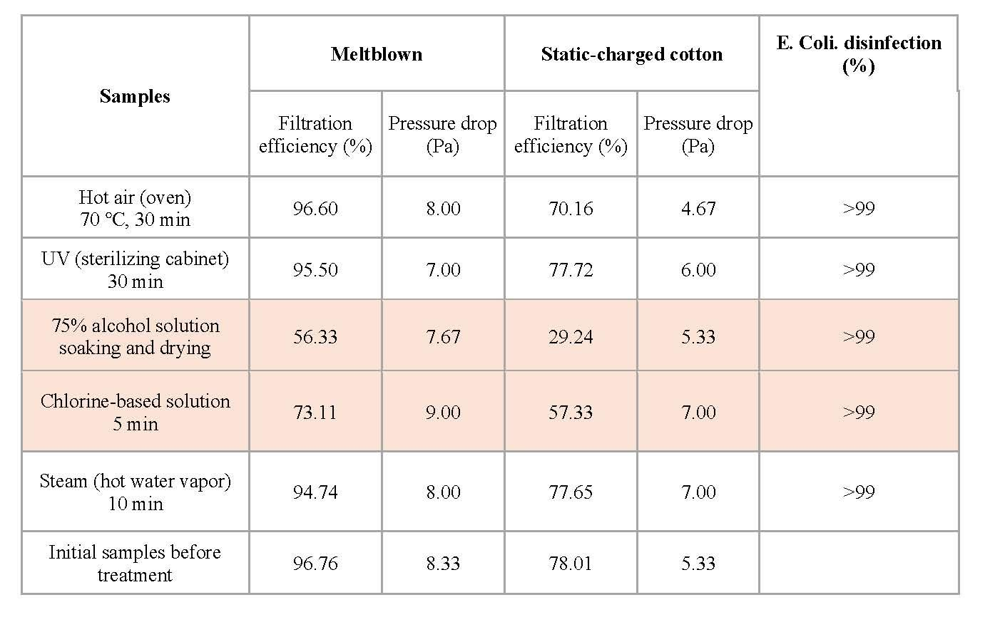 Samples
Meltblown
Static-charged cotton
E. Coli. disinfection
(%)
Filtration
efficiency (%)
Pressure drop
(Pa)
Filtration
efficiency (%)
Pressure drop
(Pa)
Hot air (oven)
70 °C, 30 min
96.60
8.00
70.16
4.67
>99
UV (sterilizing cabinet)
30 min
95.50
7.00
77.72
6.00
>99
75% alcohol solution
soaking and drying
56.33
7.67
29.24
5.33
>99
Chlorine-based solution
5 min
73.11
9.00
57.33
7.00
>99
Steam (hot water vapor)
10 min
94.74
8.00
77.65
7.00
>99
Initial samples before
treatment
96.76
8.33
78.01
5.33